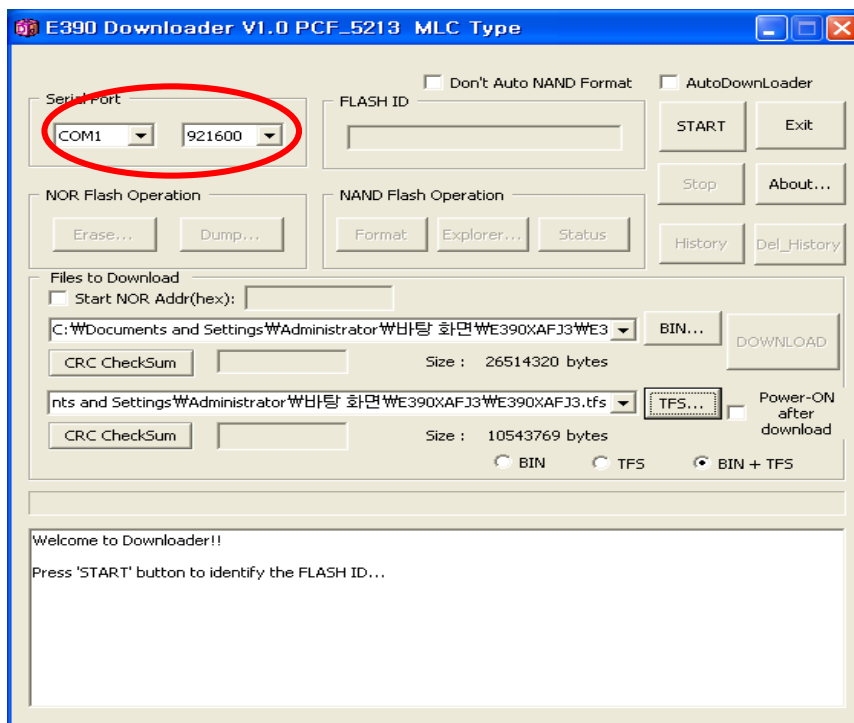 E390 Downloader V1.0 PCF_5213 MLC Type
Don't Auto NAND Format
AutoDownLoader
Serial Port
FLASH ID
COM1
921600
START
Exit
Stop
About...
NOR Flash Operation
NAND Flash Operation
Erase...
Dump...
Format
Explorer...
Status
History
Del_History
Files to Download
Start NOR Addr(hex):
C:₩Documents and Settings₩Administrator₩바탕 화면₩E390XAFJ3₩E3
BIN...
DOWNLOAD
CRC CheckSum
Size : 26514320 bytes
nts and Settings₩Administrator₩바탕 화면₩E390XAFJ3₩E390XAFJ3.tfs
TFS...
Power-ON
after
download
CRC CheckSum
Size : 10543769 bytes
BIN
TFS
BIN + TFS
Welcome to Downloader!!
Press 'START' button to identify the FLASH ID...